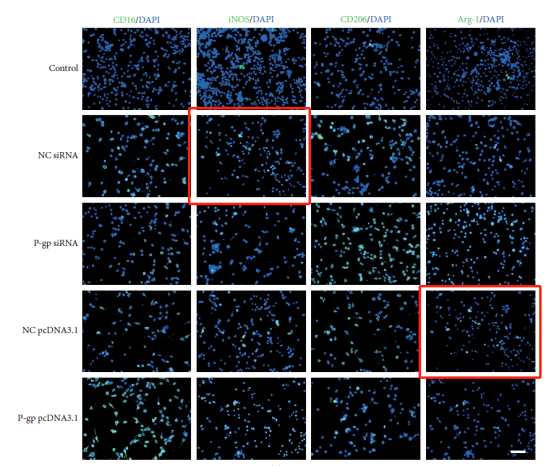 CD16/DAPI iNOS/DAPI CD206/DAPI Arg-1/DAPI
Control
NC siRNA
P-gp siRNA
NC pcDNA3.1
P-gp pcDNA3.1